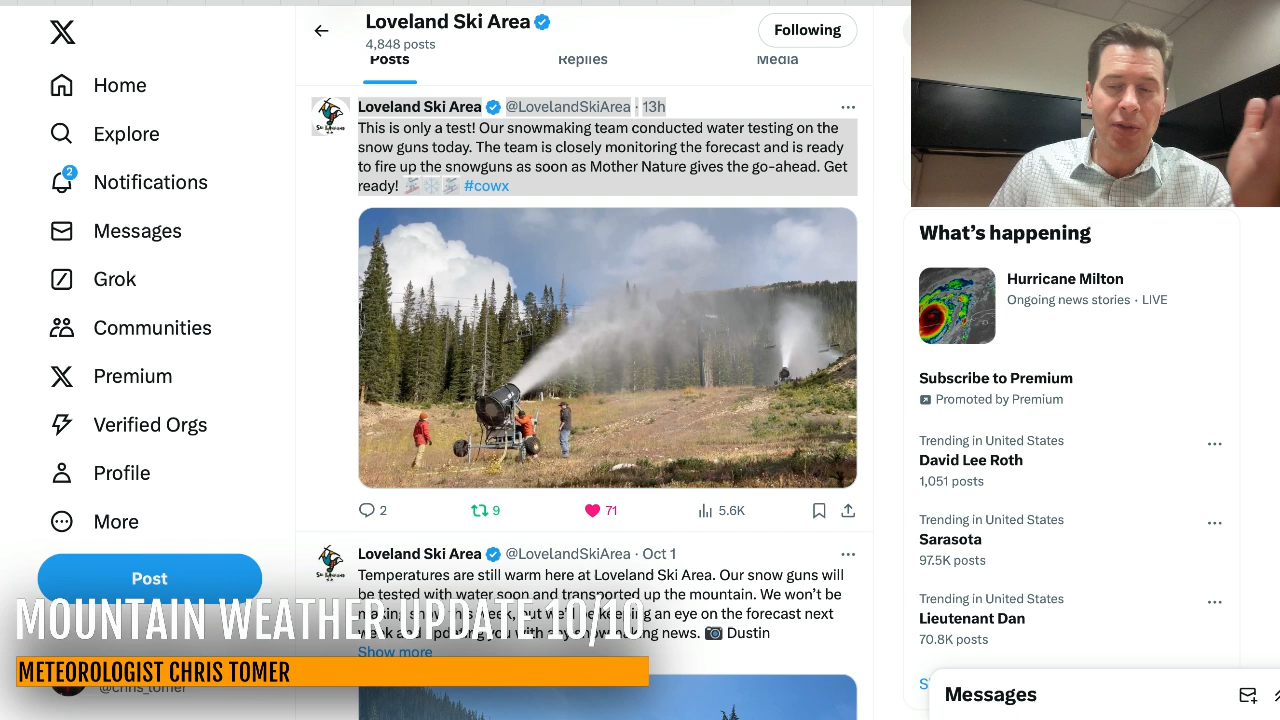 Home
Explore
2
Notifications
Messages
Grok
Communities
Premium
Verified Orgs
Profile
More
Post
@chris_tomer
Loveland Ski Area
4,848 posts
Following
Posts
Replies
Media
Loveland Ski Area @LovelandSkiArea · 13h
This is only a test! Our snowmaking team conducted water testing on the
snow guns today. The team is closely monitoring the forecast and is ready
to fire up the snowguns as soon as Mother Nature gives the go-ahead. Get
ready! #cowx
2
9
71
5.6K
Loveland Ski Area @LovelandSkiArea · Oct 1
Temperatures are still warm here at Loveland Ski Area. Our snow guns will
be tested with water soon and transported up the mountain. We won't be
an eye on the forecast next
you with any Dustin
Show more
MOUNTAIN WEATHER UPDATE 10/10
METEOROLOGIST CHRIS TOMER
What's happening
Hurricane Milton
Ongoing news stories · LIVE
Subscribe to Premium
Promoted by Premium
Trending in United States
David Lee Roth
1,051 posts
Trending in United States
Sarasota
97.5K posts
Trending in United States
Lieutenant Dan
70.8K posts
Messages